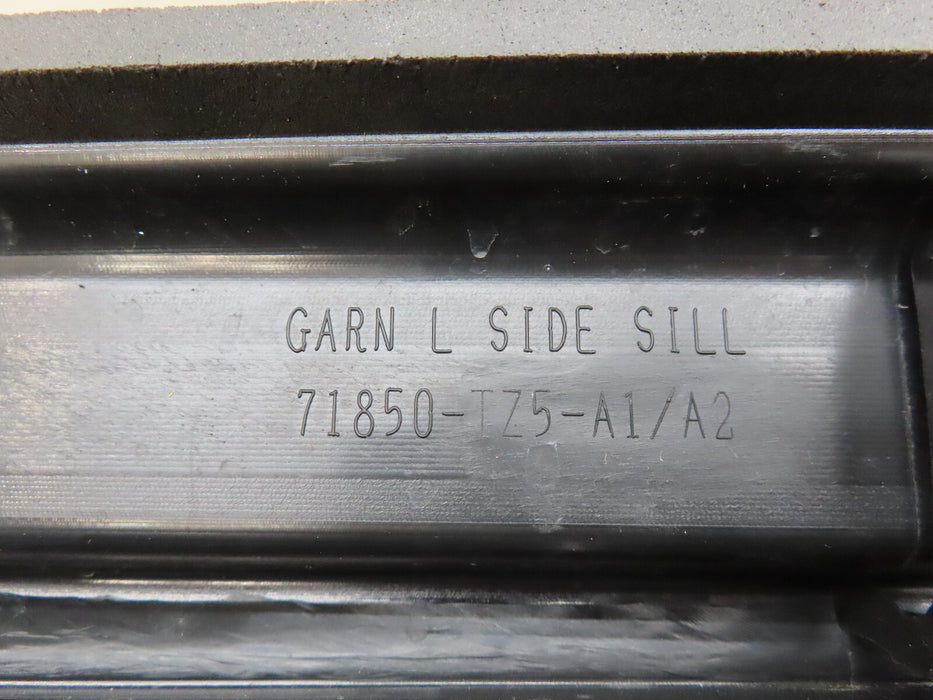 GARN L SIDE SILL
71850-TZ5-A1/A2